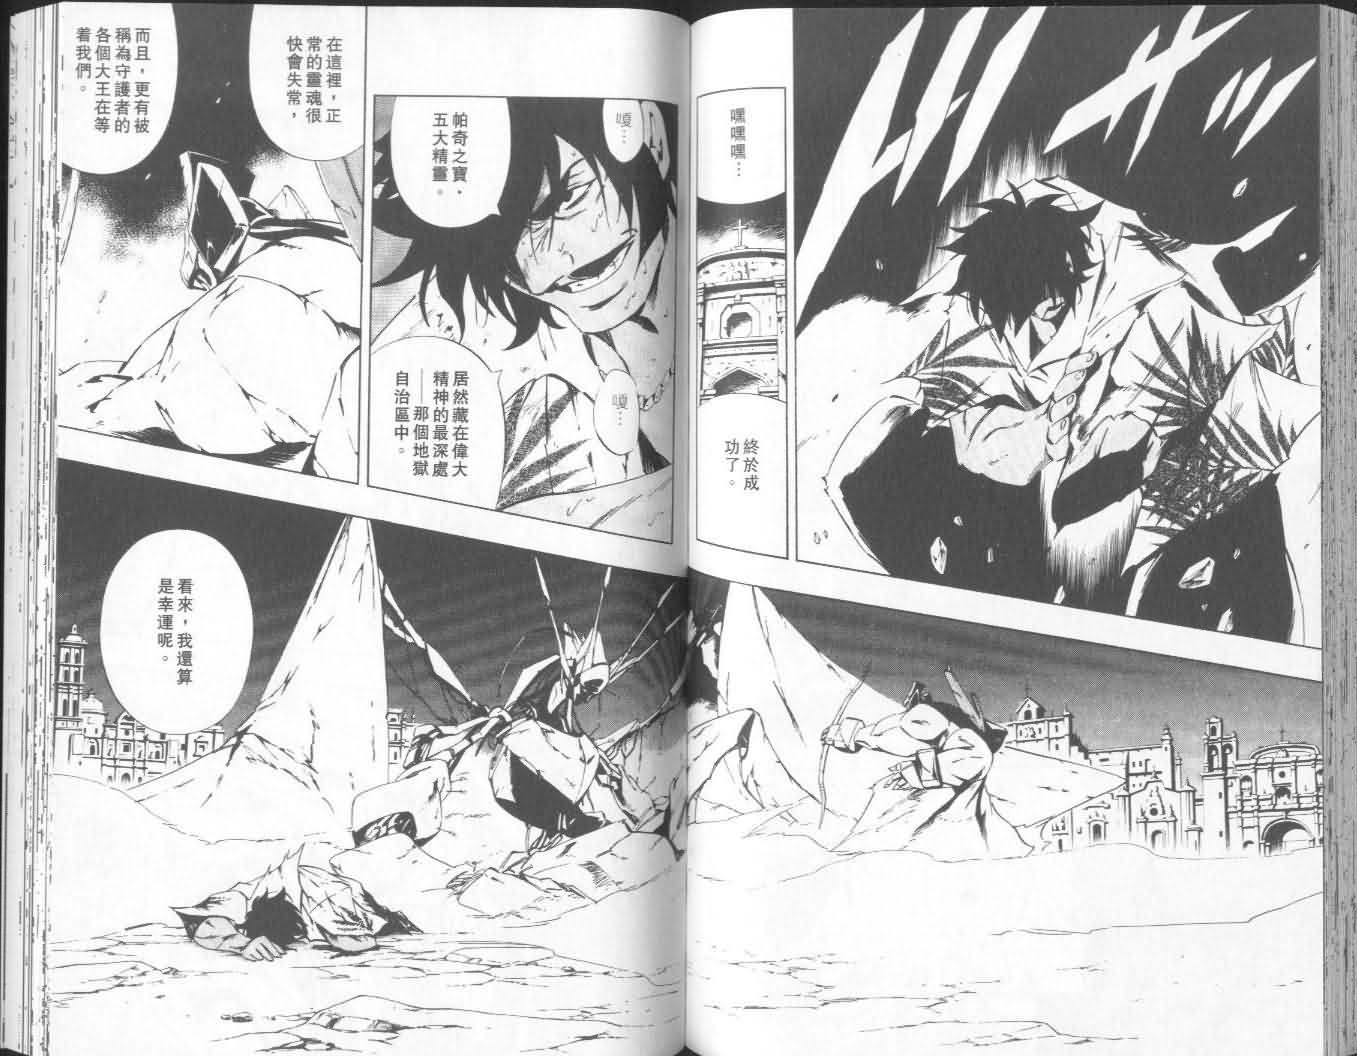 嘿嘿嘿…
終於成
功了。
嗄…
帕奇之寶．
五大精靈。
嗄…
居然藏在偉大
精神的最深處
——那個地獄
自治區中。
在這裡，正
常的靈魂很
快會失常，
而且，更有被
稱為守護者的
各個大王在等
着我們。
看來，我還算
是幸運呢。